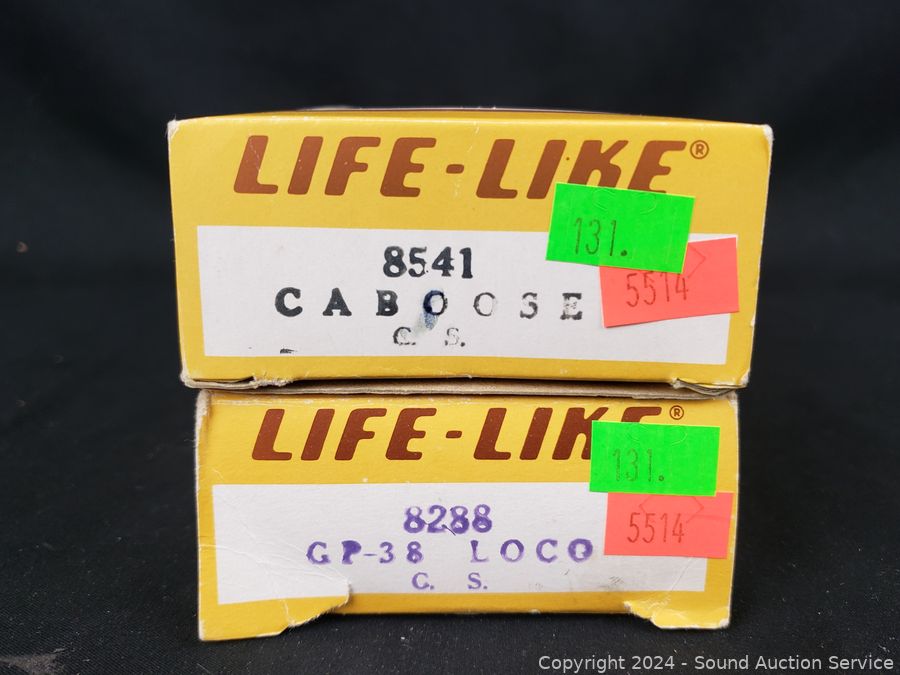 LIFE-LIKE®
131.
8541
5514
CABOOSE
C. S.
LIFE-LIKE®
131.
8288
5514
GP-38 LOCO
C. S.
Copyright 2024 - Sound Auction Service